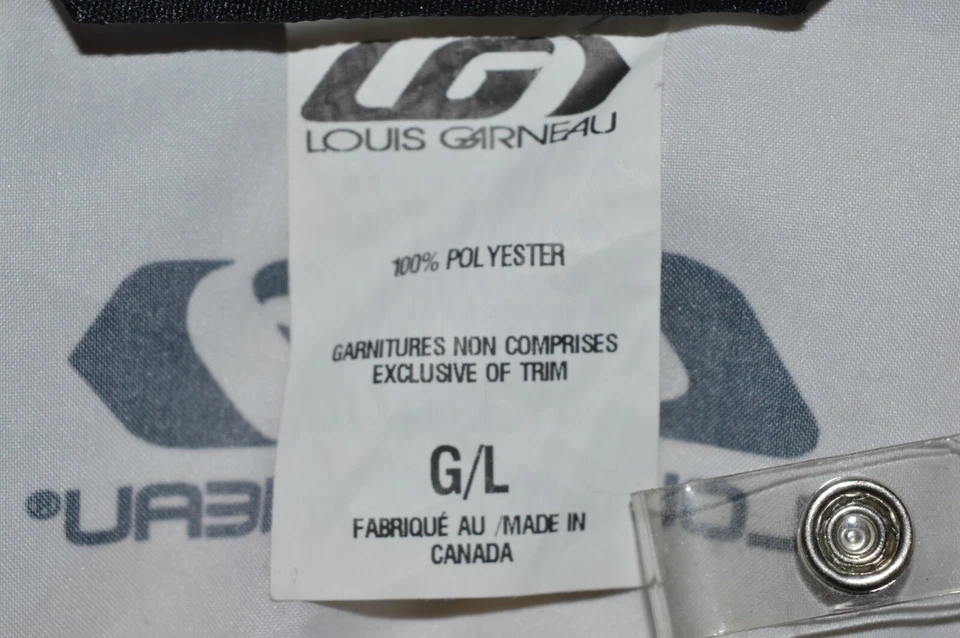 LOUIS GARNEAU
100% POLYESTER
GARNITURES NON COMPRISES
EXCLUSIVE OF TRIM
G/L
FABRIQUÉ AU /MADE IN
CANADA